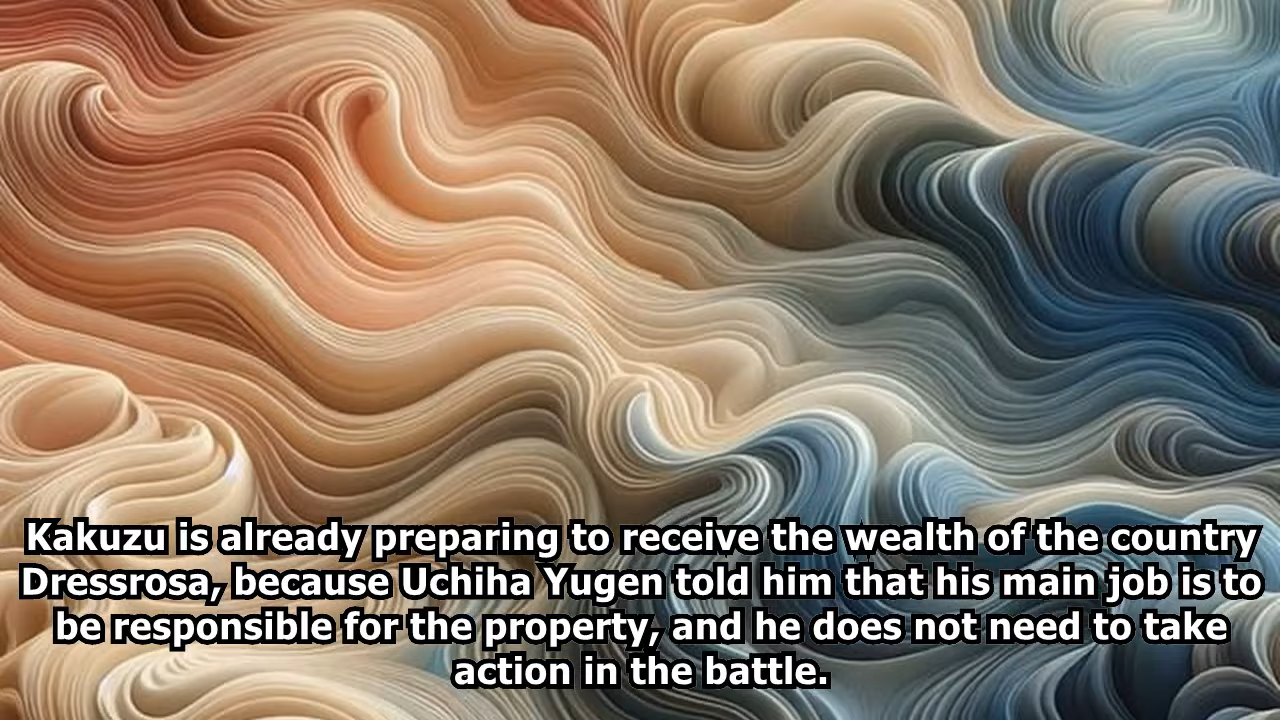 Kakuzu is already preparing to receive the wealth of the country
Dressrosa, because Uchiha Yugen told him that his main job is to
be responsible for the property, and he does not need to take
action in the battle.